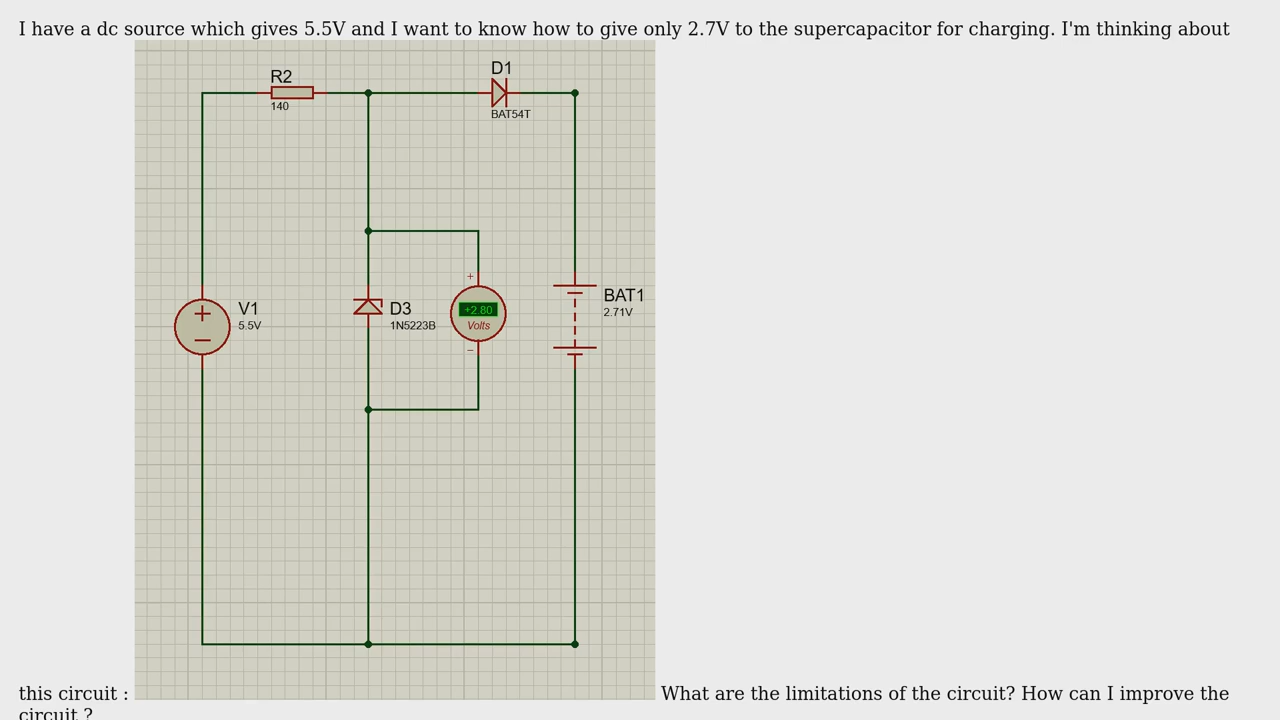 I have a dc source which gives 5.5V and I want to know how to give only 2.7V to the supercapacitor for charging. I'm thinking about
D1
R2
140
BAT54T
+
V1
5.5V
D3
1N5223B
+2.80
Volts
−
BAT1
2.71V
this circuit : What are the limitations of the circuit? How can I improve the
circuit ?